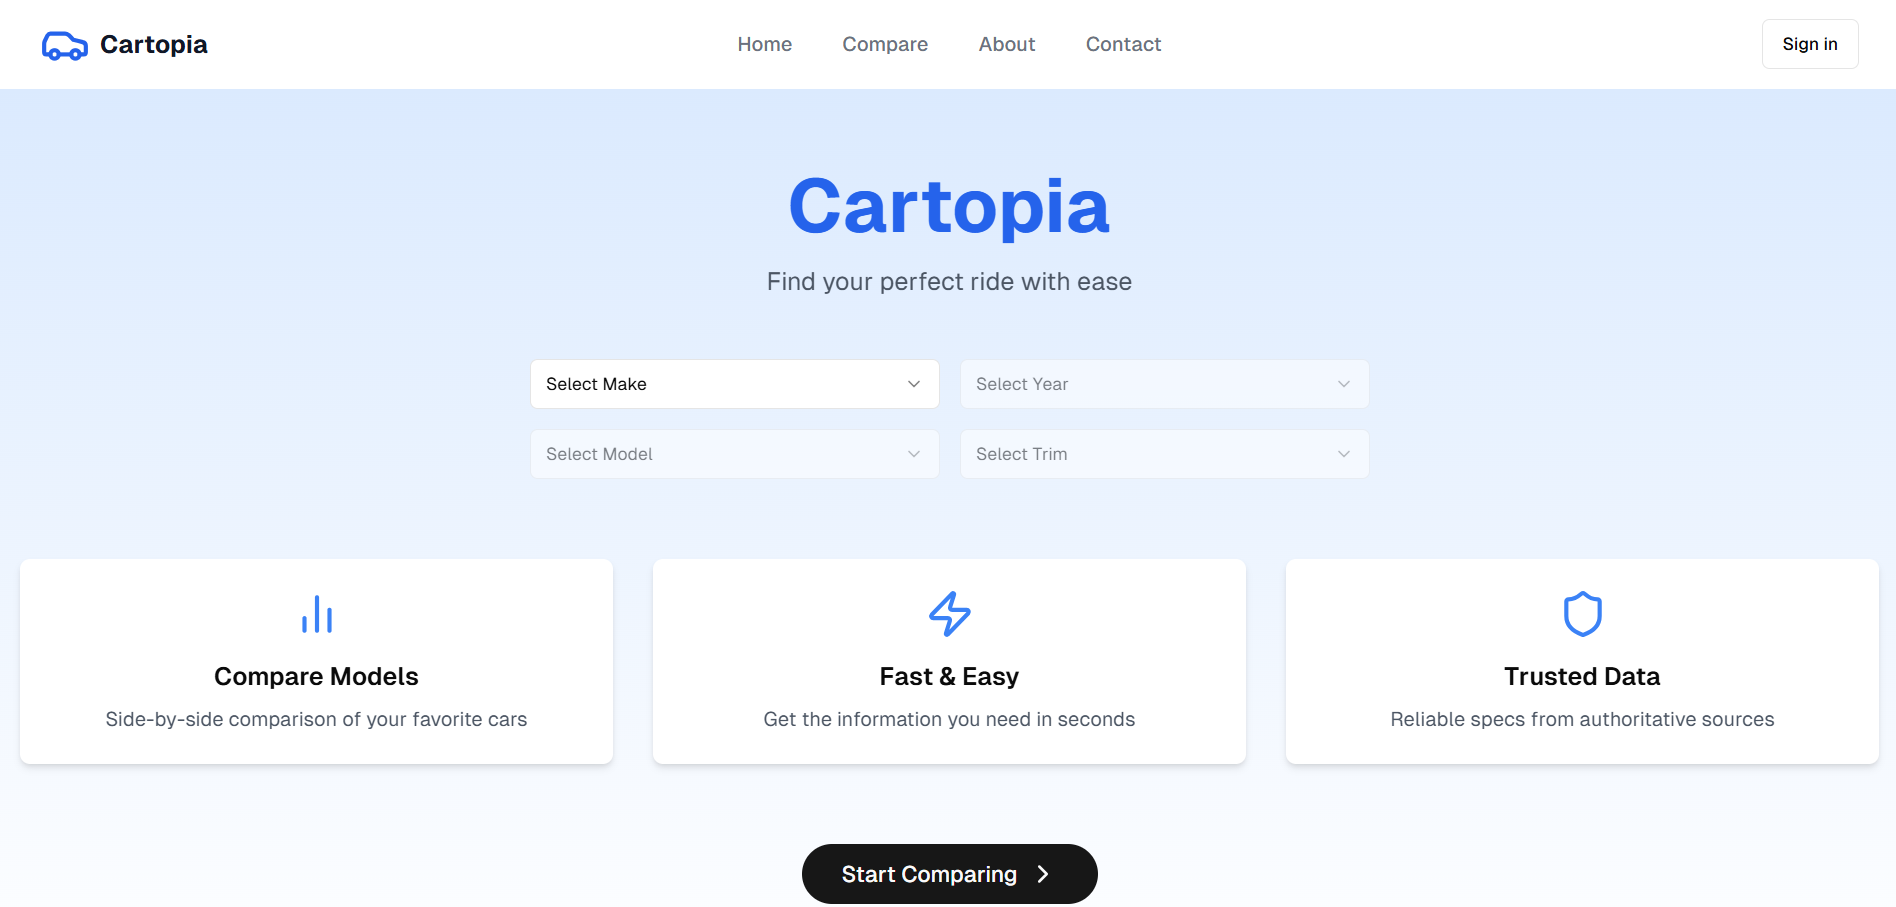 Cartopia
Home Compare About Contact
Sign in
Cartopia
Find your perfect ride with ease
Select Make
Select Year
Select Model
Select Trim
Compare Models
Side-by-side comparison of your favorite cars
Fast & Easy
Get the information you need in seconds
Trusted Data
Reliable specs from authoritative sources
Start Comparing